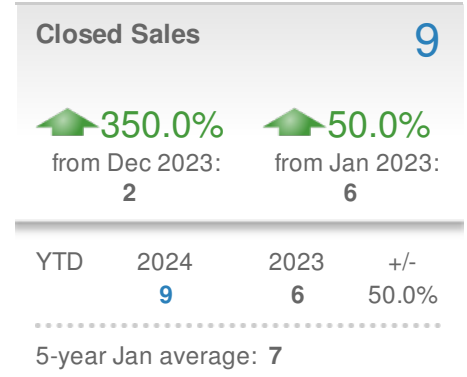 Closed Sales 9
350.0% 50.0%
from Dec 2023: from Jan 2023:
2 6
YTD 2024 2023 +/-
9 6 50.0%
5-year Jan average: 7